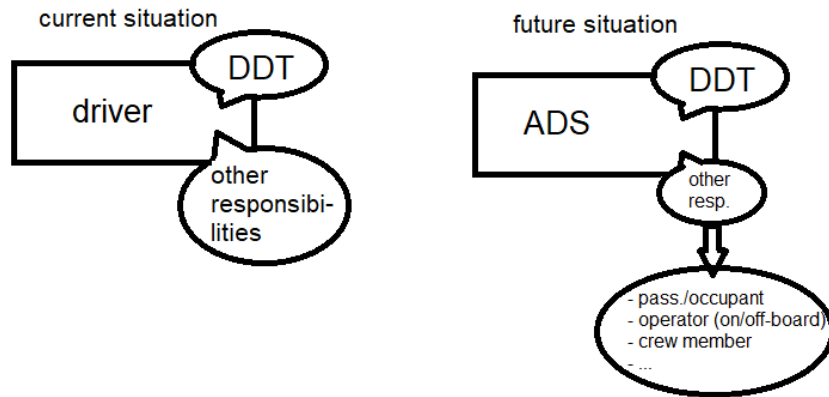 current situation
DDT
driver
other
responsibi-
lities
future situation
DDT
ADS
other
resp.
- pass./occupant
- operator (on/off-board)
- crew member
- ...